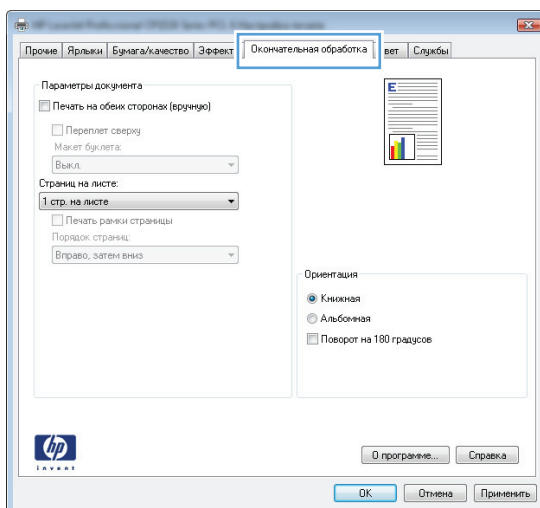 Прочие Ярлыки Бумага/качество Эффект Окончательная обработка вет Службы
Параметры документа
Печать на обеих сторонах (вручную)
Переплет сверху
Макет буклета:
Выкл.
Страниц на листе:
1 стр. на листе
Печать рамки страницы
Порядок страниц:
Вправо, затем вниз
E
Ориентация
Книжная
Альбомная
Поворот на 180 градусов
hp
invent
О программе... Справка
OK Отмена Применить